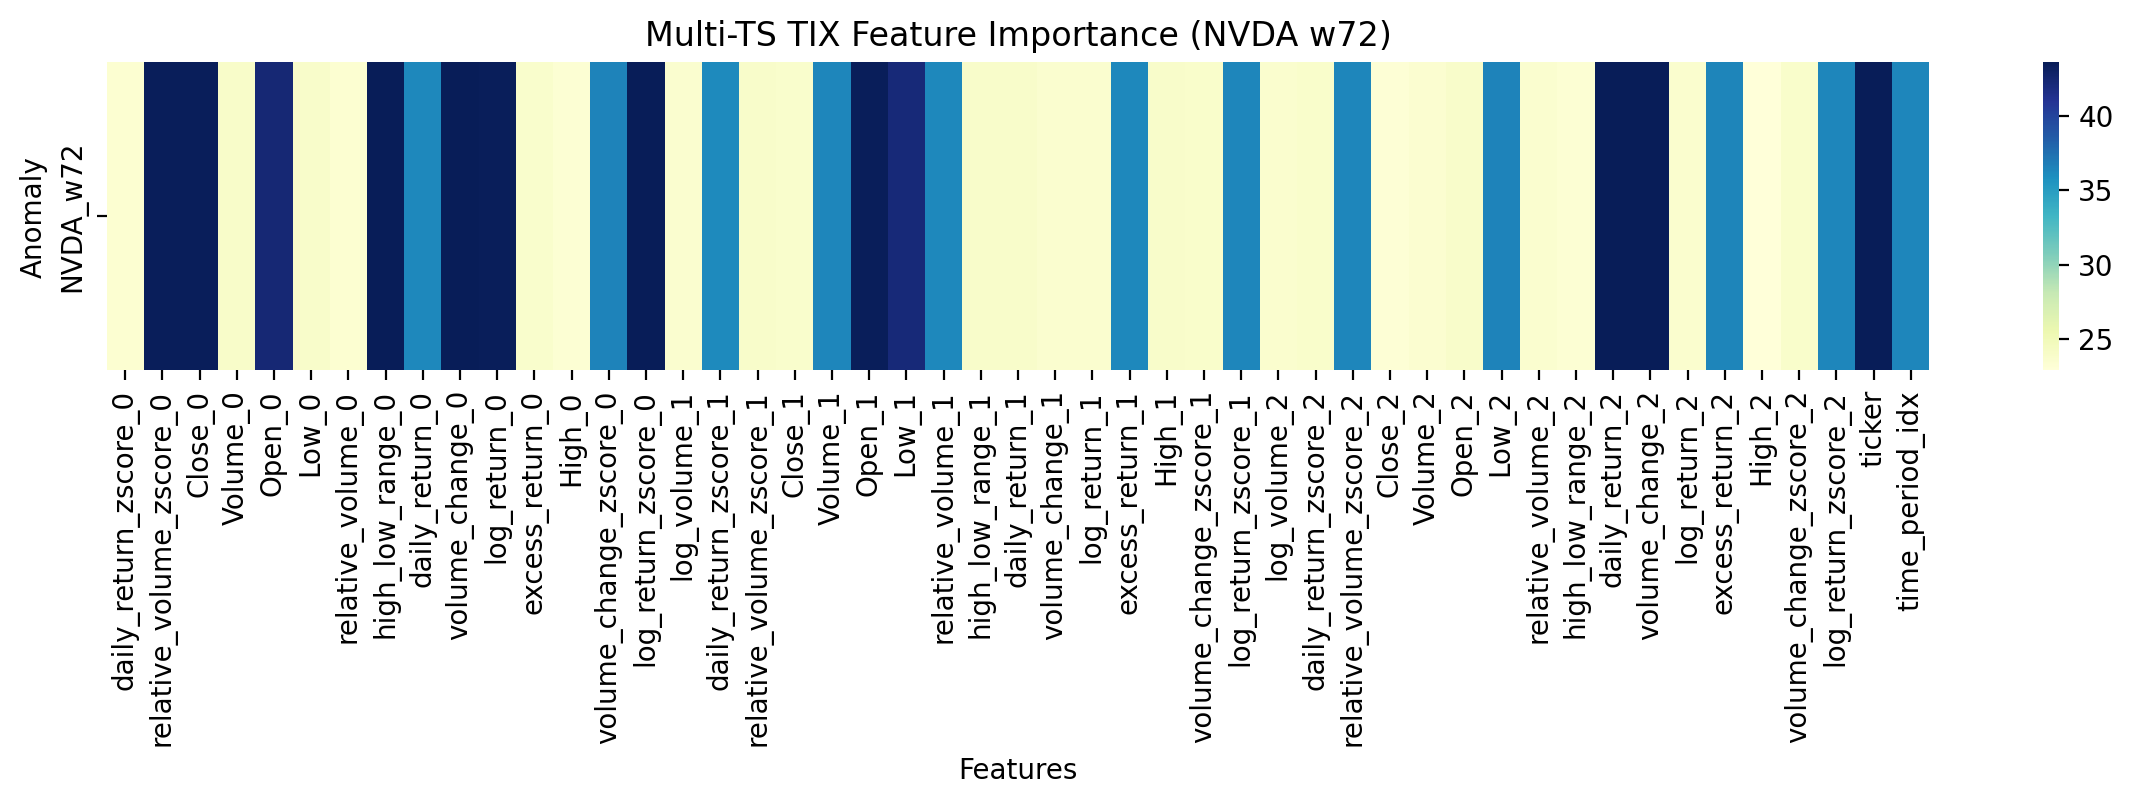 Multi-TS TIX Feature Importance (NVDA w72)
Anomaly
NVDA_w72
40
35
30
25
daily_return_zscore_0
relative_volume_zscore_0
Close_0
Volume_0
Open_0
Low_0
relative_volume_0
high_low_range_0
daily_return_0
volume_change_0
log_return_0
excess_return_0
High_0
volume_change_zscore_0
log_return_zscore_0
log_volume_1
daily_return_zscore_1
relative_volume_zscore_1
Close_1
Volume_1
Open_1
Low_1
relative_volume_1
high_low_range_1
daily_return_1
volume_change_1
log_return_1
excess_return_1
High_1
volume_change_zscore_1
log_return_zscore_1
log_volume_2
daily_return_zscore_2
relative_volume_zscore_2
Close_2
Volume_2
Open_2
Low_2
relative_volume_2
high_low_range_2
daily_return_2
volume_change_2
log_return_2
excess_return_2
High_2
volume_change_zscore_2
log_return_zscore_2
ticker
time_period_idx
Features